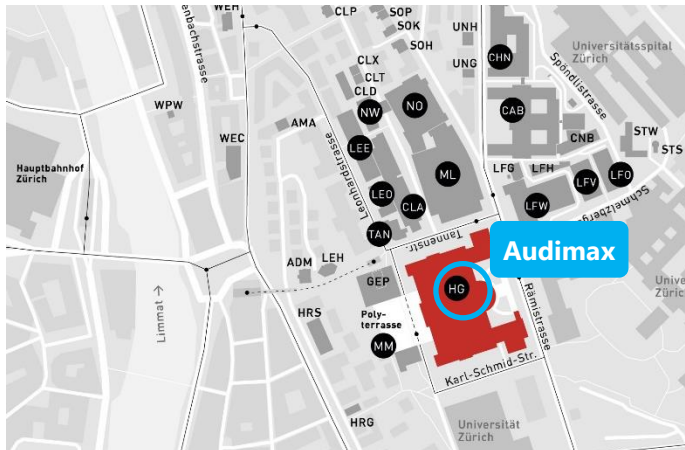 WEH
CLP
SOP
SOK
SOH
UNH
UNG
CHN
Universitätsspital
Zürich
Spöndlistrasse
CLX
CLT
CLD
NW
NO
CAB
WPW
WEC
AMA
Leonhardstrasse
LEE
CNB
STW
STS
Hauptbahnhof
Zürich
ML
LFG
LFH
LFW
LFV
LFO
LEO
CLA
TAN
Tannenstr.
Audimax
ADM
LEH
GEP
HG
Rämistrasse
Limmat
HRS
Poly-
terrasse
MM
Karl-Schmid-Str.
HRG
Universität
Zürich